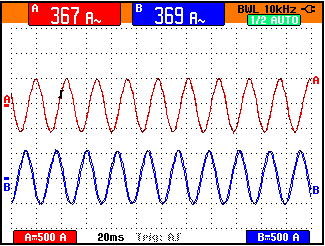 A 367 A~ B 369 A~ BWL 10kHz
1/2 AUTO
A
A
B
B
A=500 A 20ms Trig: A∫ B=500 A